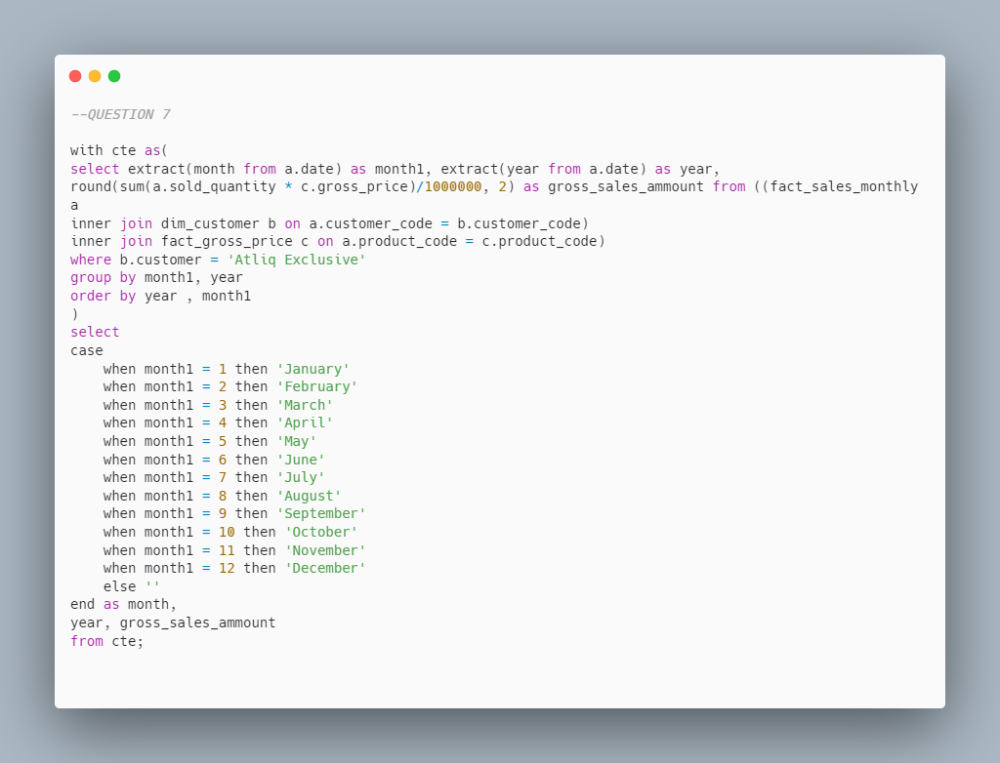 --QUESTION 7
with cte as(
select extract(month from a.date) as month1, extract(year from a.date) as year,
round(sum(a.sold_quantity * c.gross_price)/1000000, 2) as gross_sales_ammount from ((fact_sales_monthly
a
inner join dim_customer b on a.customer_code = b.customer_code)
inner join fact_gross_price c on a.product_code = c.product_code)
where b.customer = 'Atliq Exclusive'
group by month1, year
order by year , month1
)
select
case
    when month1 = 1 then 'January'
    when month1 = 2 then 'February'
    when month1 = 3 then 'March'
    when month1 = 4 then 'April'
    when month1 = 5 then 'May'
    when month1 = 6 then 'June'
    when month1 = 7 then 'July'
    when month1 = 8 then 'August'
    when month1 = 9 then 'September'
    when month1 = 10 then 'October'
    when month1 = 11 then 'November'
    when month1 = 12 then 'December'
    else ''
end as month,
year, gross_sales_ammount
from cte;